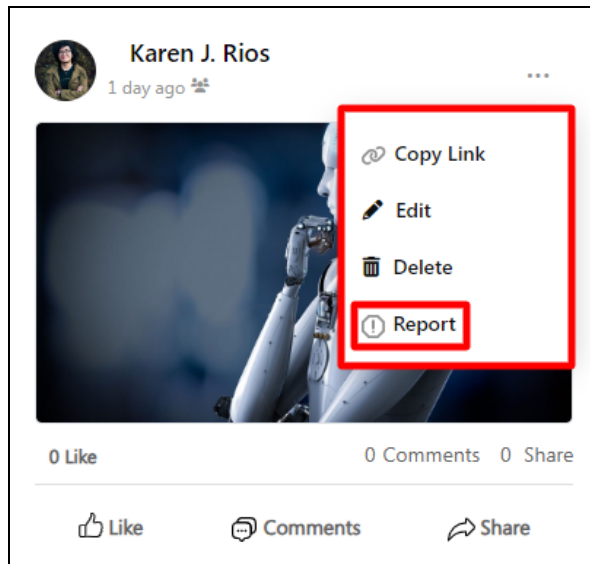 Karen J. Rios
1 day ago
Copy Link
Edit
Delete
Report
0 Like 0 Comments 0 Share
Like Comments Share